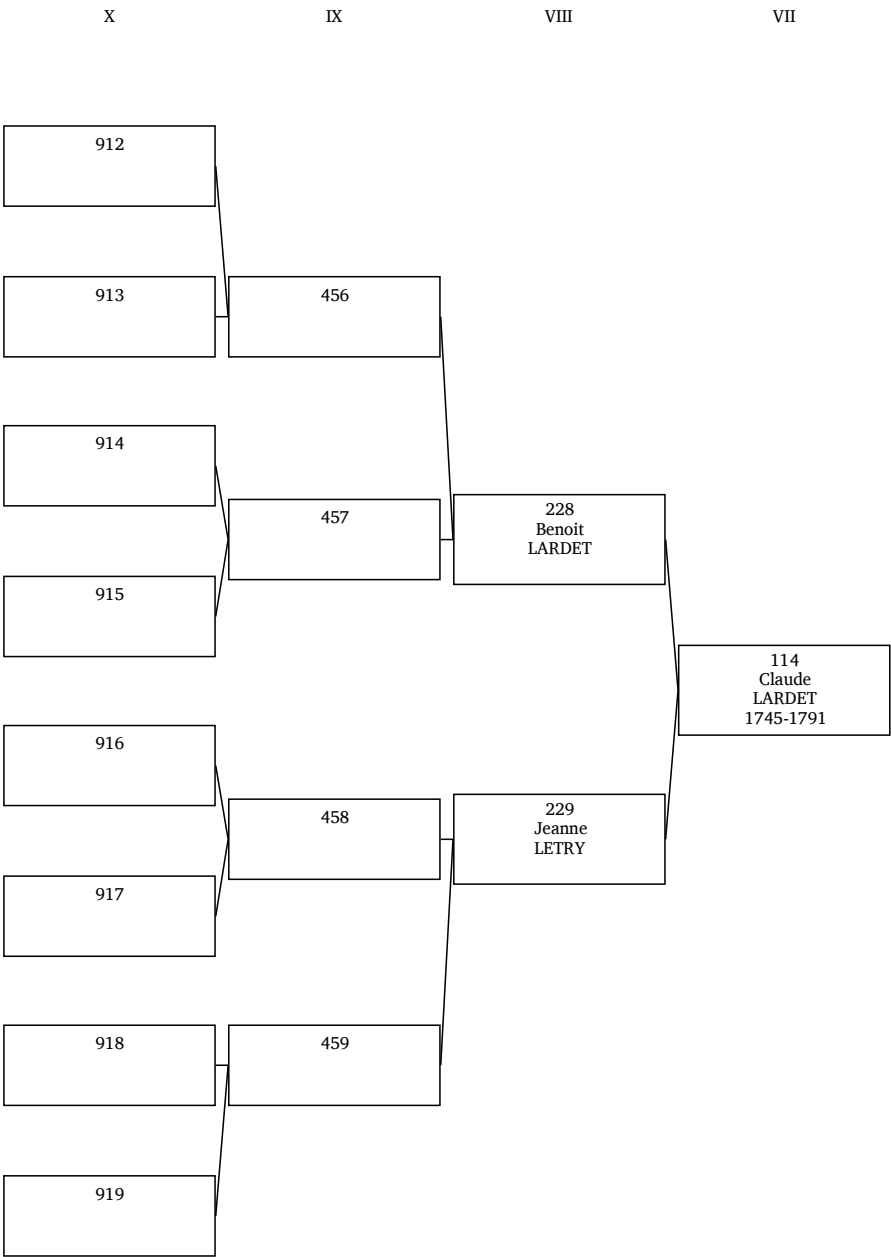 X IX VIII VII
912
913
456
914
457
228
Benoit
LARDET
915
114
Claude
LARDET
1745-1791
916
458
229
Jeanne
LETRY
917
918
459
919